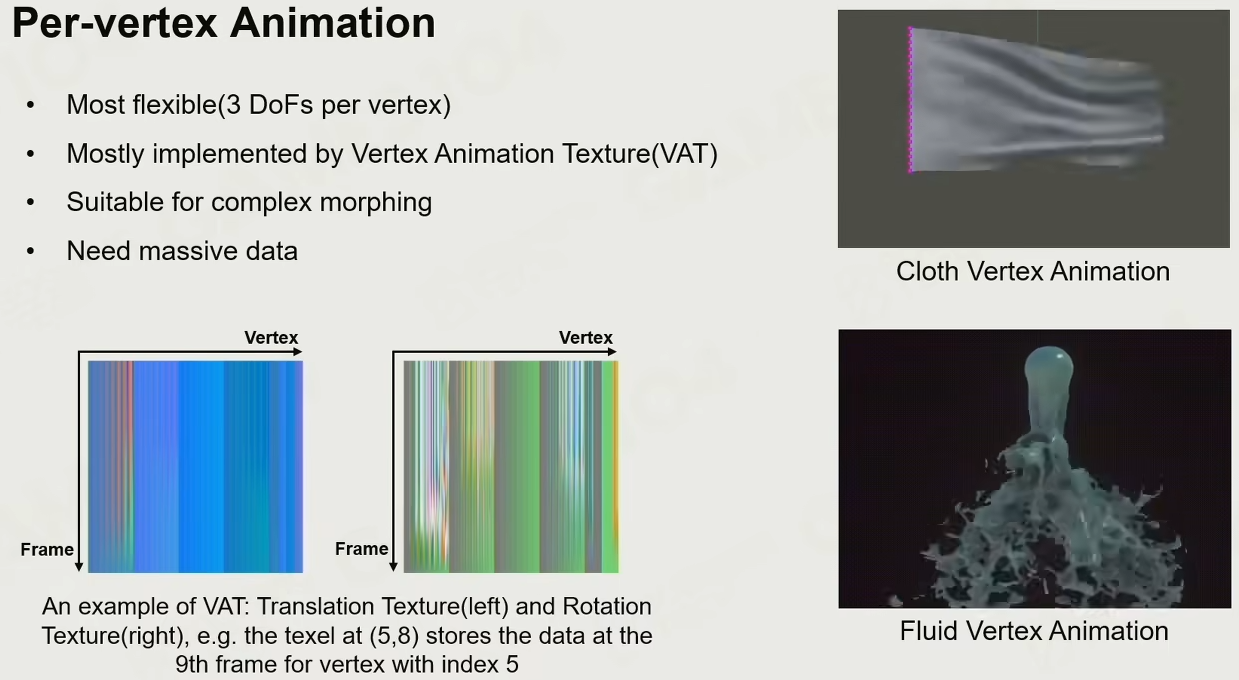 Per-vertex Animation
• Most flexible(3 DoFs per vertex)
• Mostly implemented by Vertex Animation Texture(VAT)
• Suitable for complex morphing
• Need massive data
Cloth Vertex Animation
Vertex
Frame
Vertex
Frame
An example of VAT: Translation Texture(left) and Rotation
Texture(right), e.g. the texel at (5,8) stores the data at the
9th frame for vertex with index 5
Fluid Vertex Animation